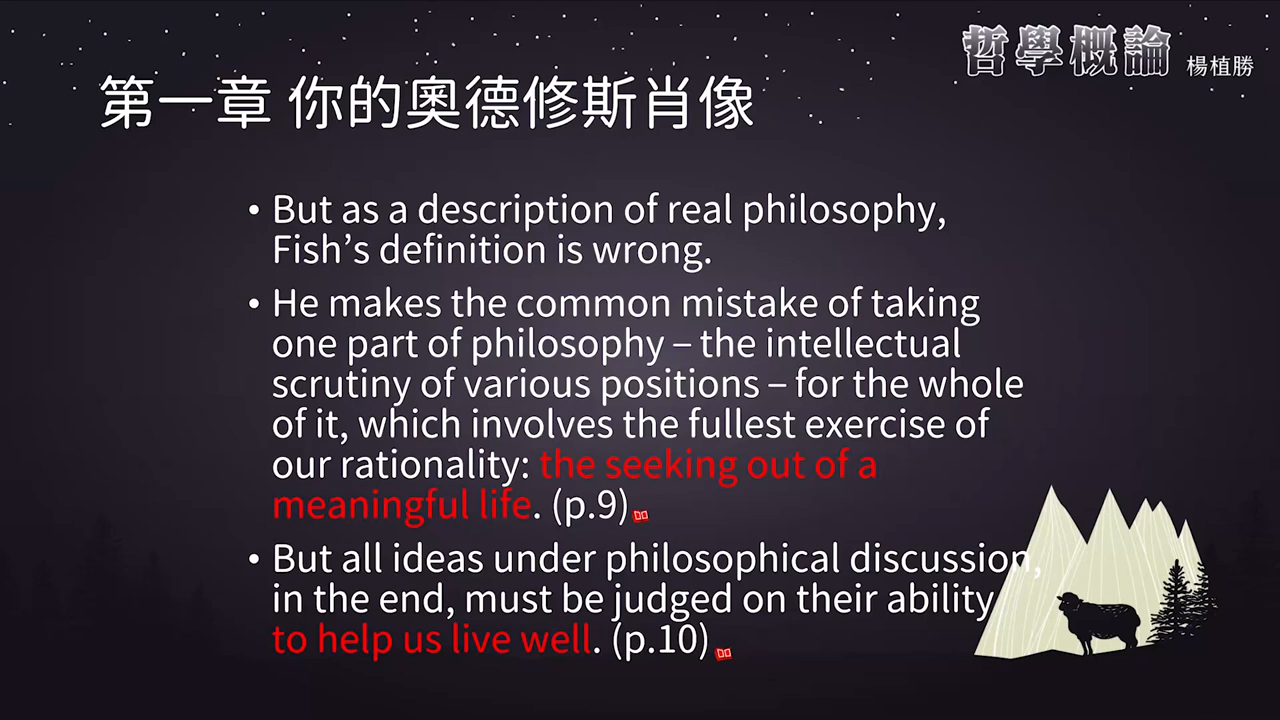 哲學概論 楊植勝
第一章 你的奧德修斯肖像
• But as a description of real philosophy,
Fish’s definition is wrong.
• He makes the common mistake of taking
one part of philosophy – the intellectual
scrutiny of various positions – for the whole
of it, which involves the fullest exercise of
our rationality: the seeking out of a
meaningful life. (p.9)
• But all ideas under philosophical discussion,
in the end, must be judged on their ability
to help us live well. (p.10)